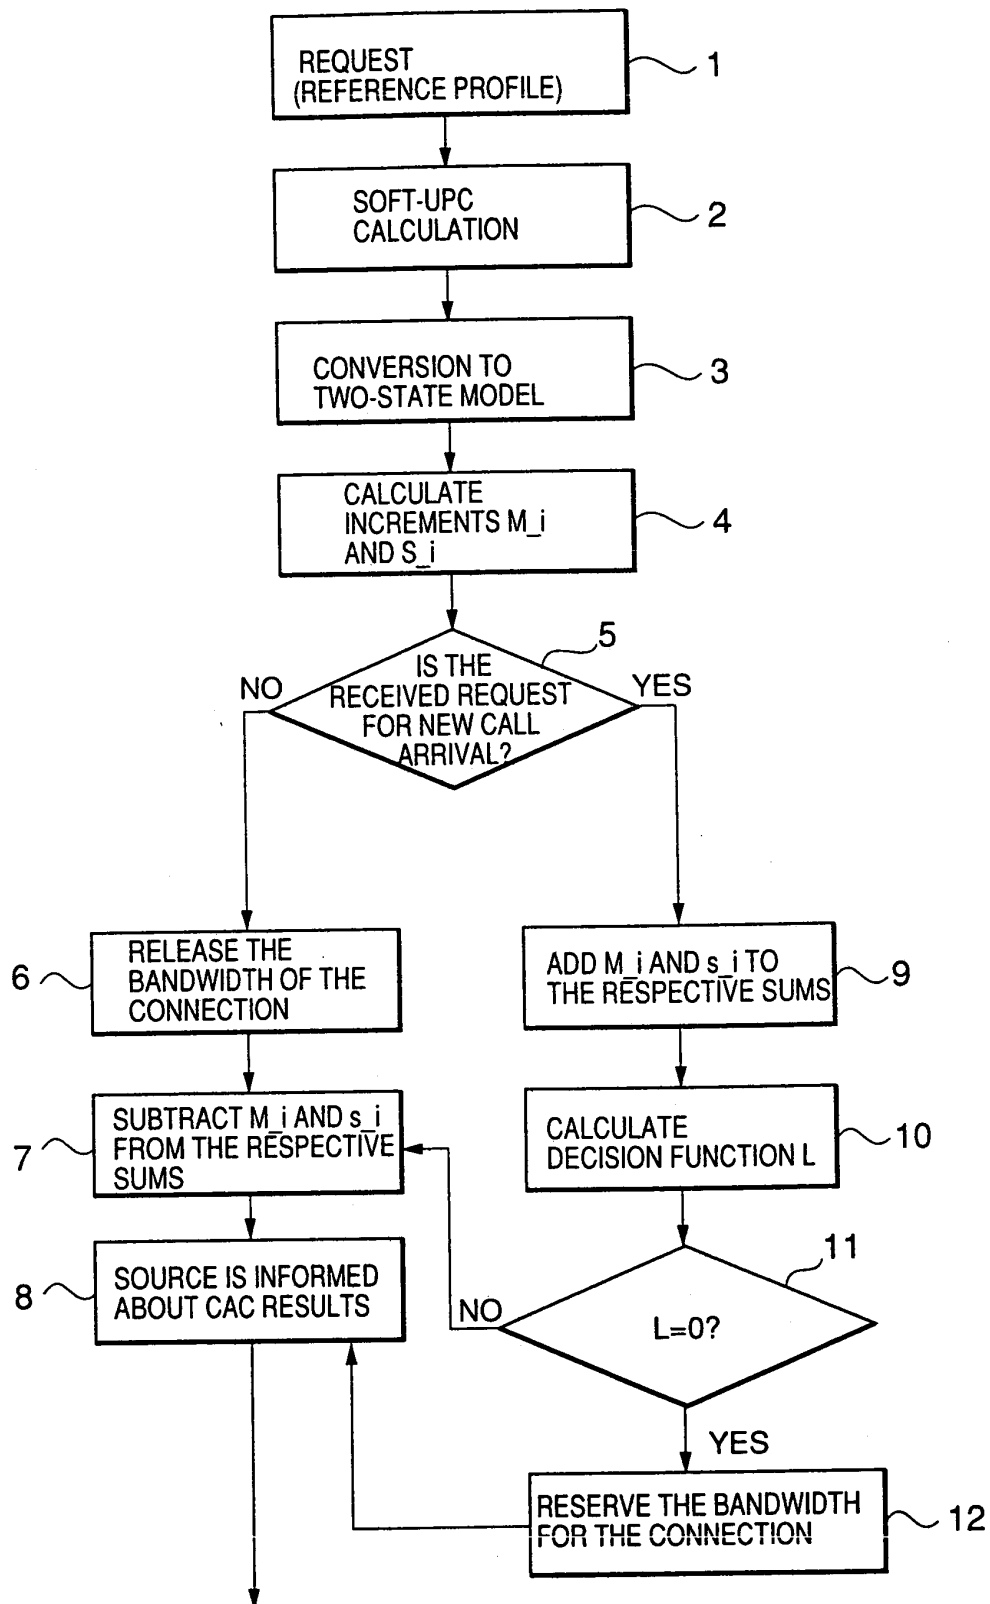 REQUEST
(REFERENCE PROFILE)
1
SOFT-UPC
CALCULATION
2
CONVERSION TO
TWO-STATE MODEL
3
CALCULATE
INCREMENTS M_i
AND S_i
4
5
IS THE
RECEIVED REQUEST
FOR NEW CALL
ARRIVAL?
NO
YES
RELEASE THE
BANDWIDTH OF THE
CONNECTION
6
ADD M_i AND s_i TO
THE RESPECTIVE SUMS
9
SUBTRACT M_i AND s_i
FROM THE RESPECTIVE
SUMS
7
CALCULATE
DECISION FUNCTION L
10
SOURCE IS INFORMED
ABOUT CAC RESULTS
8
11
L=0?
NO
YES
RESERVE THE BANDWIDTH
FOR THE CONNECTION
12